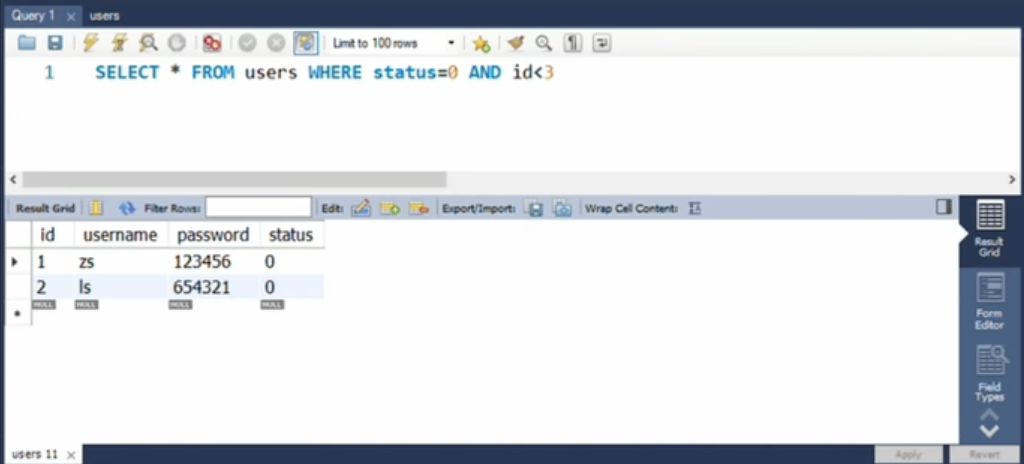 Query 1 × users
Limit to 100 rows
1 SELECT * FROM users WHERE status=0 AND id<3
Result Grid Filter Rows: Edit: Export/Import: Wrap Cell Content:
Result Grid
id username password status
1 zs 123456 0
2 ls 654321 0
NULL NULL NULL NULL
Form Editor
Field Types
users 11 × Apply Revert